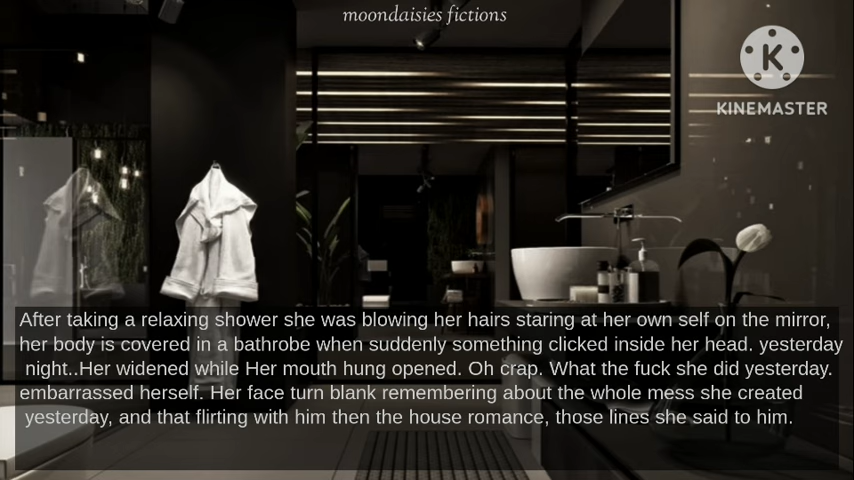 moondaisies fictions
KINEMASTER
After taking a relaxing shower she was blowing her hairs staring at her own self on the mirror,
her body is covered in a bathrobe when suddenly something clicked inside her head. yesterday
night..Her widened while Her mouth hung opened. Oh crap. What the fuck she did yesterday.
embarrassed herself. Her face turn blank remembering about the whole mess she created
yesterday, and that flirting with him then the house romance, those lines she said to him.